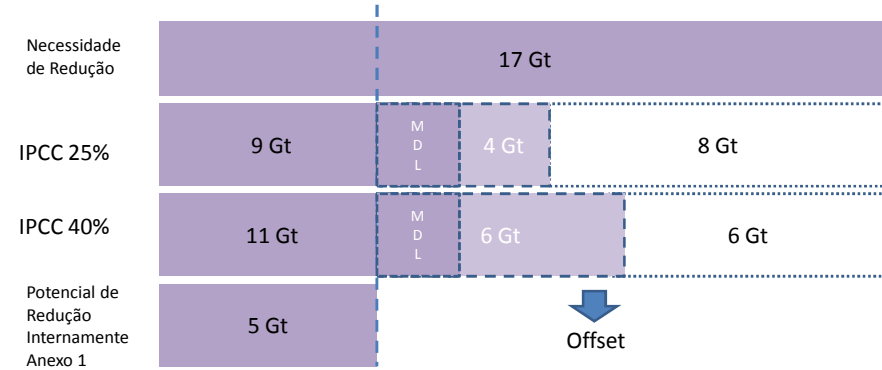 Necessidade
de Redução
17 Gt
IPCC 25%
9 Gt
M
D
L
4 Gt
8 Gt
IPCC 40%
11 Gt
M
D
L
6 Gt
6 Gt
Potencial de
Redução
Internamente
Anexo 1
5 Gt
Offset